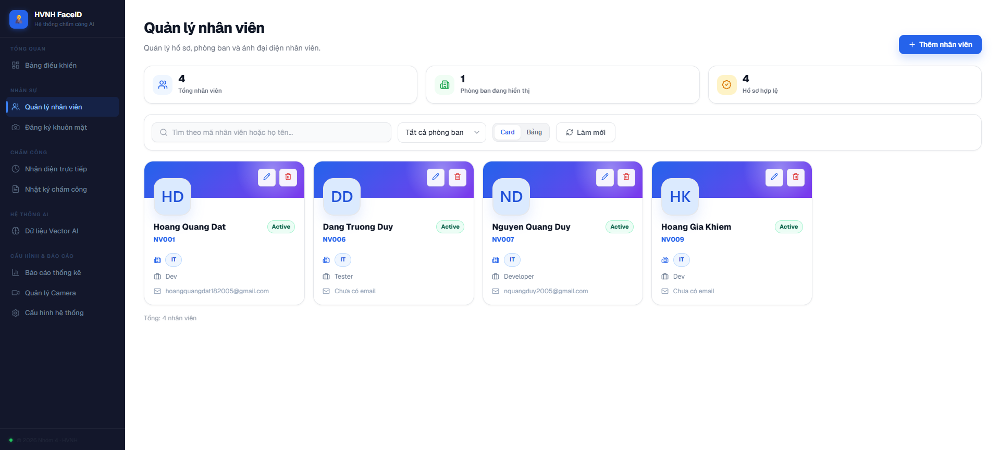 HVNH FaceID
Hệ thống chấm công AI
TỔNG QUAN
Bảng điều khiển
NHÂN SỰ
Quản lý nhân viên
Đăng ký khuôn mặt
CHẤM CÔNG
Nhận diện trực tiếp
Nhật ký chấm công
HỆ THỐNG AI
Dữ liệu Vector AI
CẤU HÌNH & BÁO CÁO
Báo cáo thống kê
Quản lý Camera
Cấu hình hệ thống
© 2026 Nhóm 4 · HVNH
Quản lý nhân viên
Quản lý hồ sơ, phòng ban và ảnh đại diện nhân viên.
Thêm nhân viên
4
Tổng nhân viên
1
Phòng ban đang hiển thị
4
Hồ sơ hợp lệ
Tìm theo mã nhân viên hoặc họ tên...
Tất cả phòng ban
Card
Bảng
Làm mới
HD
Hoang Quang Dat
Active
NV001
IT
Dev
hoangquangdat182005@gmail.com
DD
Dang Truong Duy
Active
NV006
IT
Tester
Chưa có email
ND
Nguyen Quang Duy
Active
NV007
IT
Developer
nquangduy2005@gmail.com
HK
Hoang Gia Khiem
Active
NV009
IT
Dev
Chưa có email
Tổng: 4 nhân viên